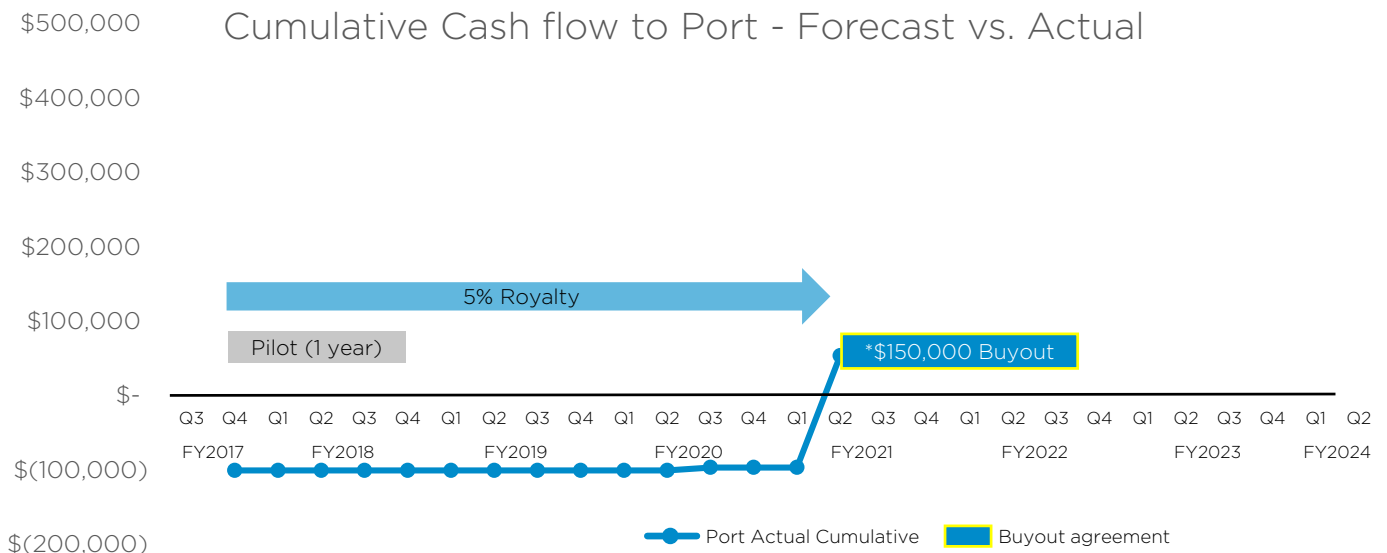 Cumulative Cash flow to Port - Forecast vs. Actual
$500,000
$400,000
$300,000
$200,000
$100,000
$-
$(100,000)
$(200,000)
5% Royalty
Pilot (1 year)
*$150,000 Buyout
Q3 Q4 Q1 Q2 Q3 Q4 Q1 Q2 Q3 Q4 Q1 Q2 Q3 Q4 Q1 Q2 Q3 Q4 Q1 Q2 Q3 Q4 Q1 Q2 Q3 Q4 Q1 Q2
FY2017 FY2018 FY2019 FY2020 FY2021 FY2022 FY2023 FY2024
Port Actual Cumulative Buyout agreement